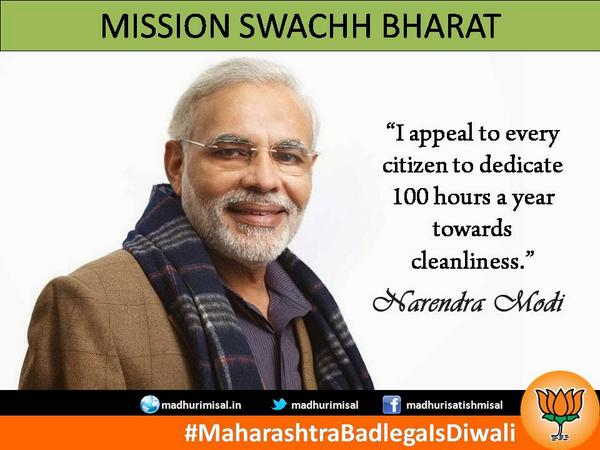 MISSION SWACHH BHARAT
“I appeal to every
citizen to dedicate
100 hours a year
towards
cleanliness.”
Narendra Modi
madhurimisal.in madhurimisal madhurisatishmisal
#MaharashtraBadlegaIsDiwali